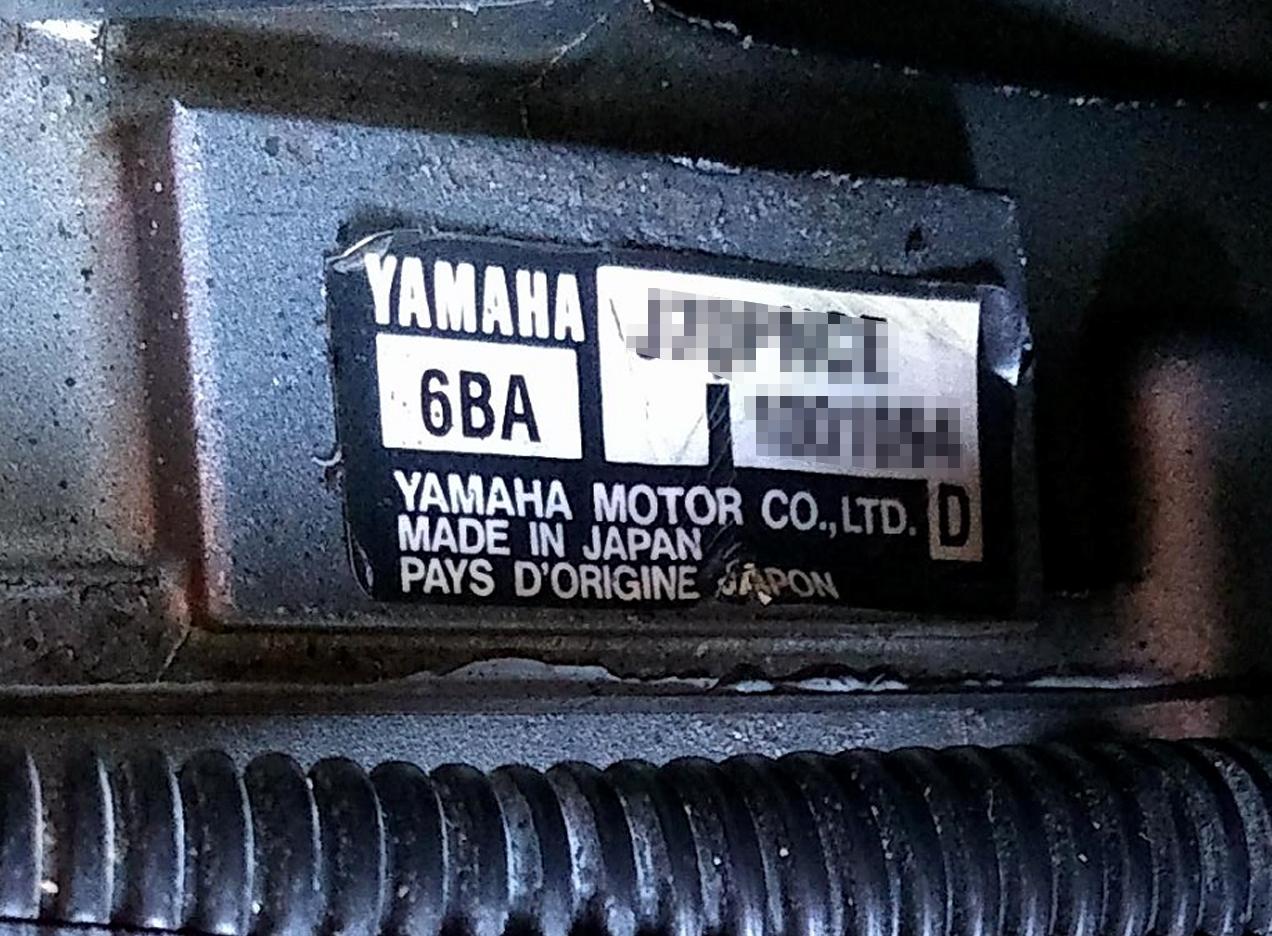 YAMAHA
6BA
YAMAHA MOTOR CO.,LTD. D
MADE IN JAPAN
PAYS D'ORIGINE JAPON